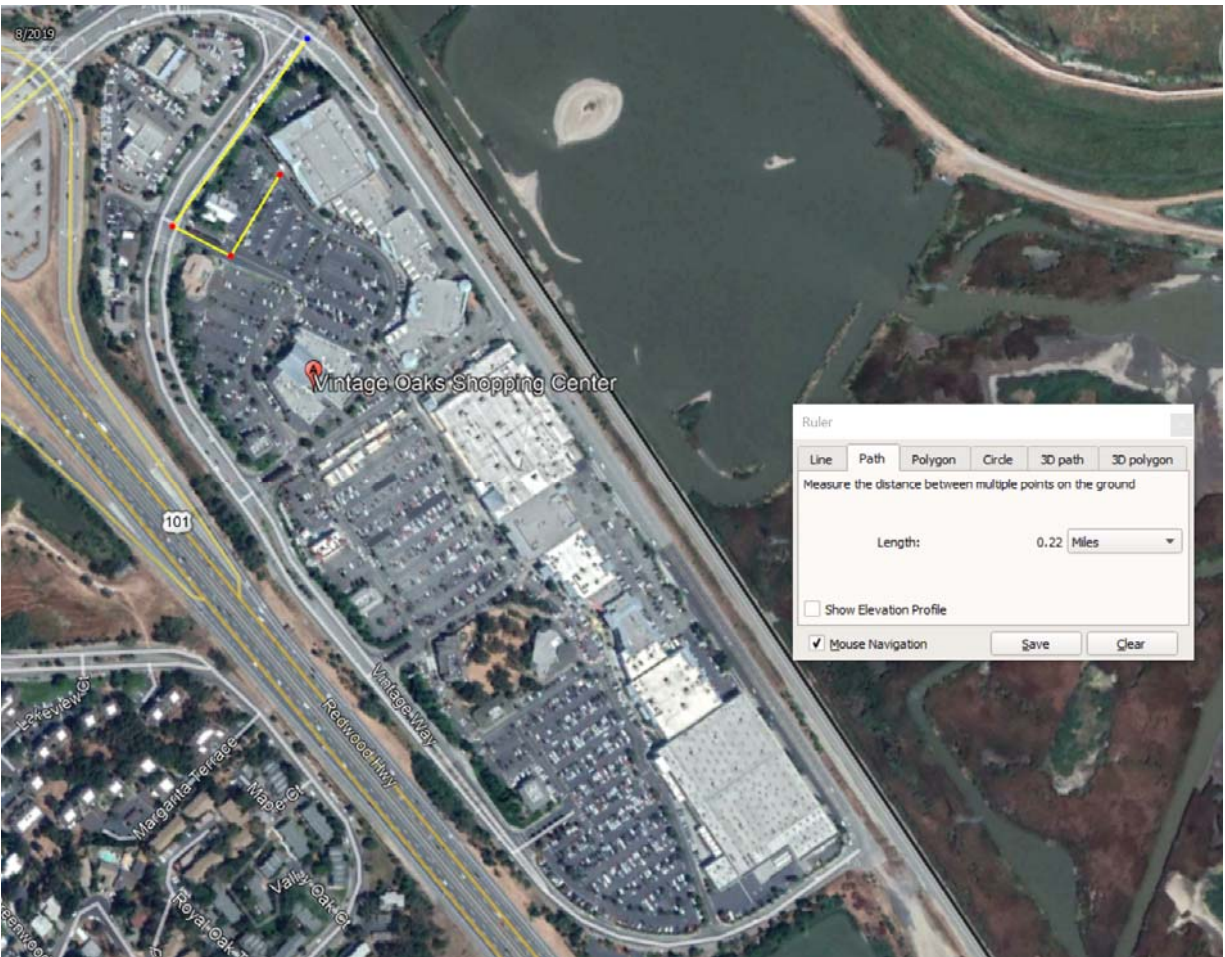 8/2019
A
Vintage Oaks Shopping Center
101
Ruler
Line Path Polygon Circle 3D path 3D polygon
Measure the distance between multiple points on the ground
Length: 0.22 Miles
Show Elevation Profile
Mouse Navigation Save Clear
Vintage Way
Redwood Hwy
Lakeview Ct
Margarita Terrace
Maple Ct
Vally Oak Ct
Royal Oak